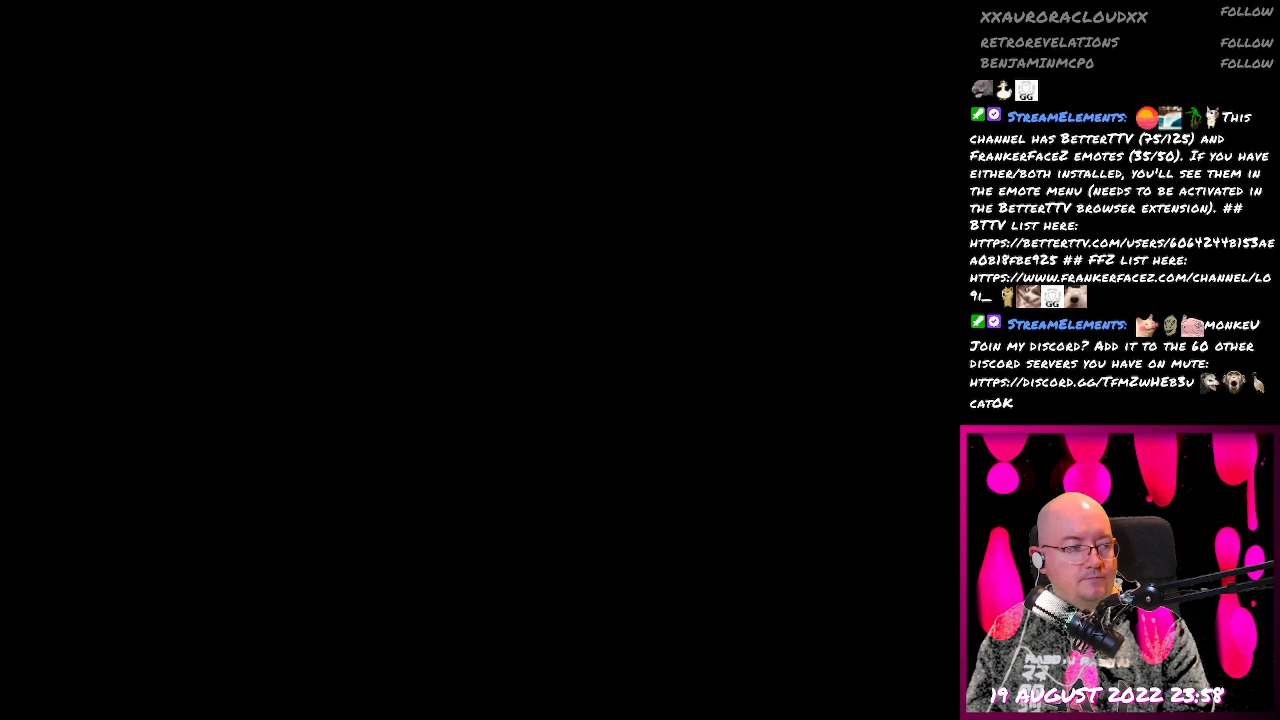 xxAuroraCloudxx Follow
RetroRevelations Follow
BenjaminMcPo Follow
GG
StreamElements: This
channel has BetterTTV (75/125) and
FrankerFaceZ emotes (35/50). If you have
either/both installed, you'll see them in
the emote menu (needs to be activated in
the BetterTTV browser extension). ##
BTTV list here:
https://betterttv.com/users/6064244b153ae
a0b18fbe925 ## FFZ list here:
https://www.frankerfacez.com/channel/lo
9i_ GG
StreamElements: monkeU
Join my discord? Add it to the 60 other
discord servers you have on mute:
https://discord.gg/TfmZwHEb3u
catOK
19 August 2022 23:58